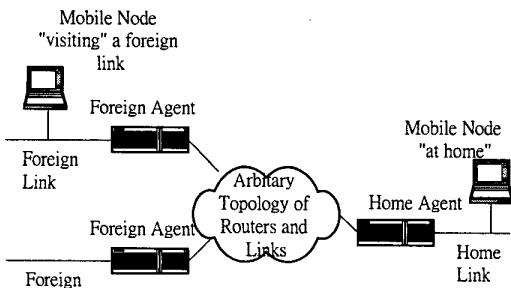 Mobile Node
"visiting" a foreign
link
Foreign Agent
Foreign
Link
Mobile Node
"at home"
Arbitary
Topology of
Routers and
Links
Home Agent
Home
Link
Foreign Agent
Foreign